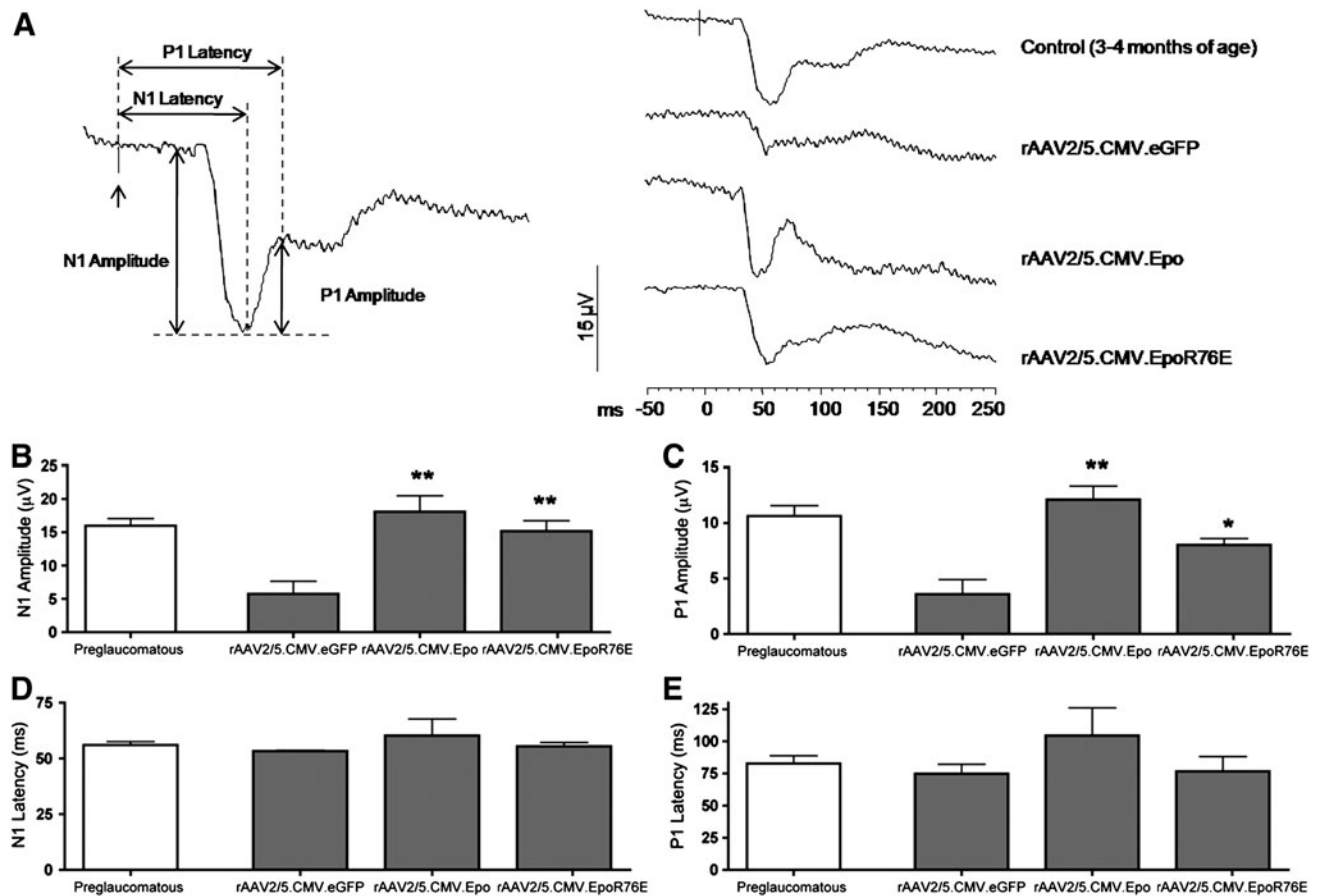 A
P1 Latency
N1 Latency
N1 Amplitude
P1 Amplitude
Control (3-4 months of age)
rAAV2/5.CMV.eGFP
rAAV2/5.CMV.Epo
rAAV2/5.CMV.EpoR76E
15 µV
ms -50 0 50 100 150 200 250
B
N1 Amplitude (µV)
25
20
15
10
5
0
** **
Preglaucomatous rAAV2/5.CMV.eGFP rAAV2/5.CMV.Epo rAAV2/5.CMV.EpoR76E
C
P1 Amplitude (µV)
15
10
5
0
** *
Preglaucomatous rAAV2/5.CMV.eGFP rAAV2/5.CMV.Epo rAAV2/5.CMV.EpoR76E
D
N1 Latency (ms)
75
50
25
0
Preglaucomatous rAAV2/5.CMV.eGFP rAAV2/5.CMV.Epo rAAV2/5.CMV.EpoR76E
E
P1 Latency (ms)
125
100
75
50
25
0
Preglaucomatous rAAV2/5.CMV.eGFP rAAV2/5.CMV.Epo rAAV2/5.CMV.EpoR76E